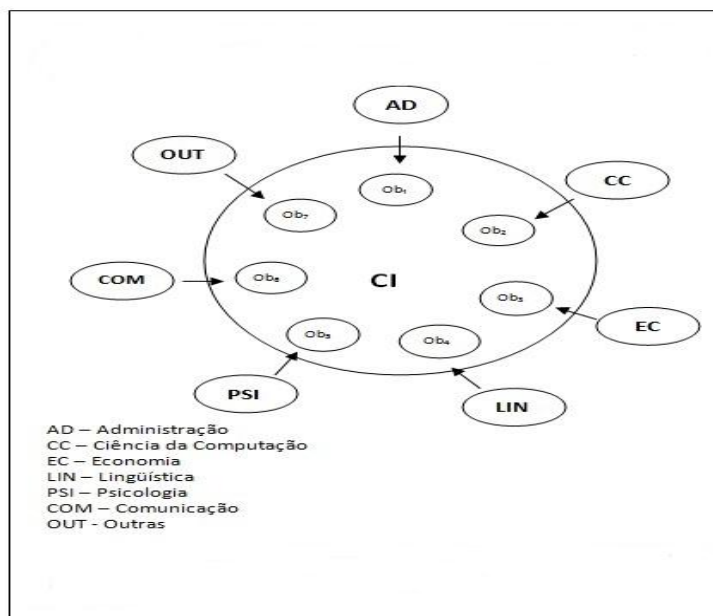 AD
OUT
CC
Ob₁
Ob₇
Ob₂
COM
Ob₆
CI
Ob₃
EC
Ob₅
Ob₄
PSI
LIN
AD – Administração
CC – Ciência da Computação
EC – Economia
LIN – Lingüística
PSI – Psicologia
COM – Comunicação
OUT - Outras